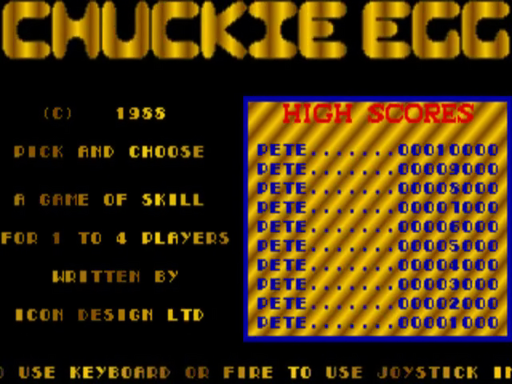 CHUCKIE EGG
(C) 1988
PICK AND CHOOSE
A GAME OF SKILL
FOR 1 TO 4 PLAYERS
WRITTEN BY
ICON DESIGN LTD
HIGH SCORES
PETE.......00010000
PETE.......00009000
PETE.......00008000
PETE.......00007000
PETE.......00006000
PETE.......00005000
PETE.......00004000
PETE.......00003000
PETE.......00002000
PETE.......00001000
USE KEYBOARD OR FIRE TO USE JOYSTICK